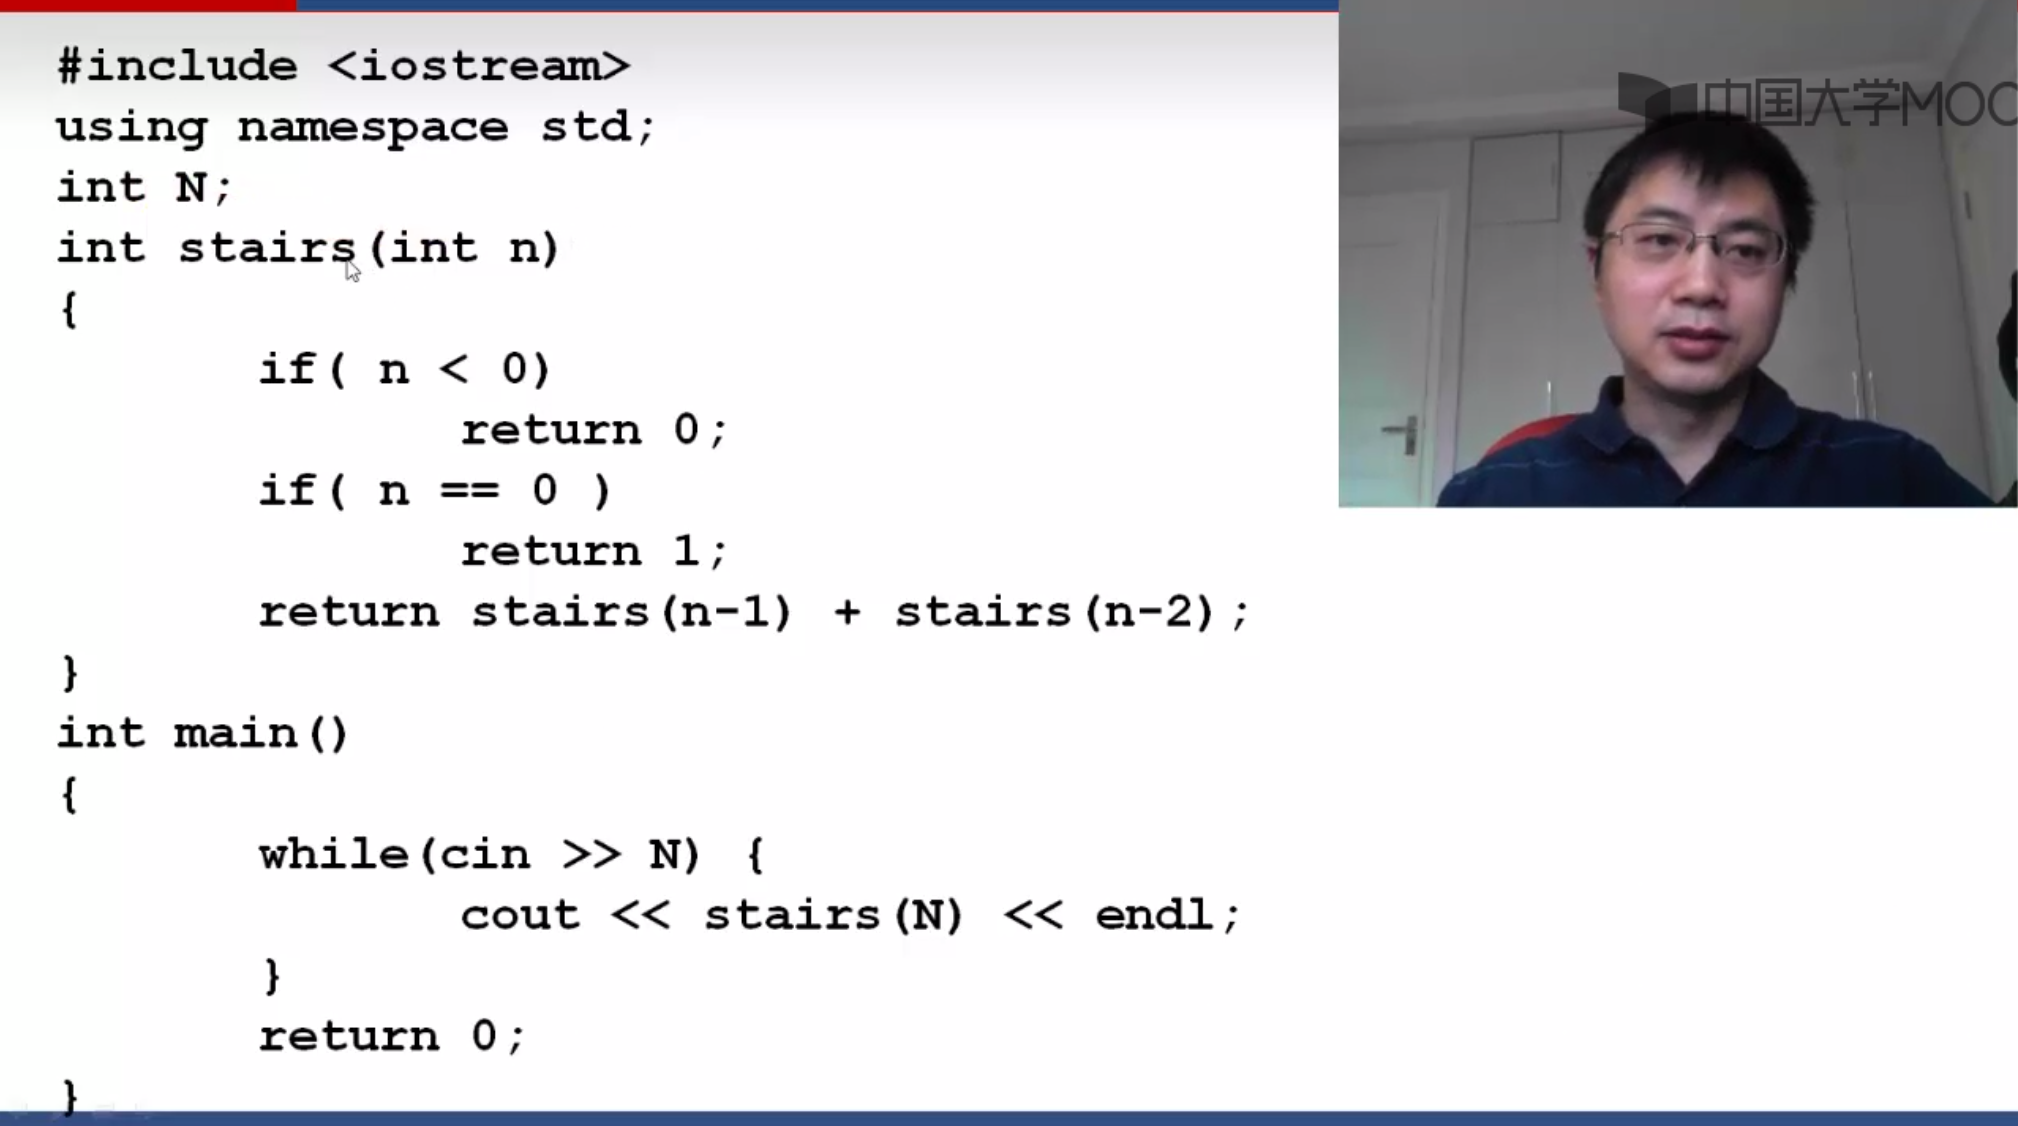 #include <iostream>
using namespace std;
int N;
int stairs(int n)
{
if( n < 0)
return 0;
if( n == 0 )
return 1;
return stairs(n-1) + stairs(n-2);
}
int main()
{
while(cin >> N) {
cout << stairs(N) << endl;
}
return 0;
}
中国大学MOO